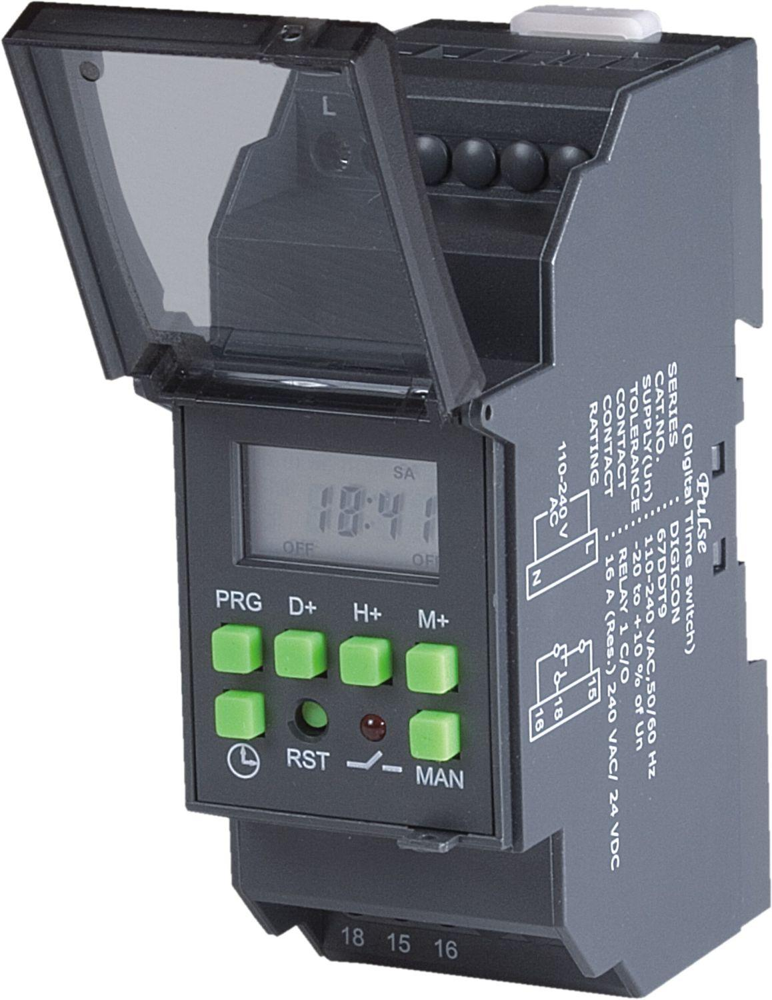 L
SA
18:41
OFF
PRG D+ H+ M+
RST MAN
18 15 16
Pulse
(Digital Time switch)
SERIES : DIGICON
CAT.NO. : 67DDT9
SUPPLY(Un) : 110-240 VAC,50/60 Hz
TOLERANCE : -20 to +10 % of Un
CONTACT : RELAY 1 C/O
CONTACT : 16 A (Res.) 240 VAC/ 24 VDC
RATING
110-240 V
AC
L
N
15
18
16